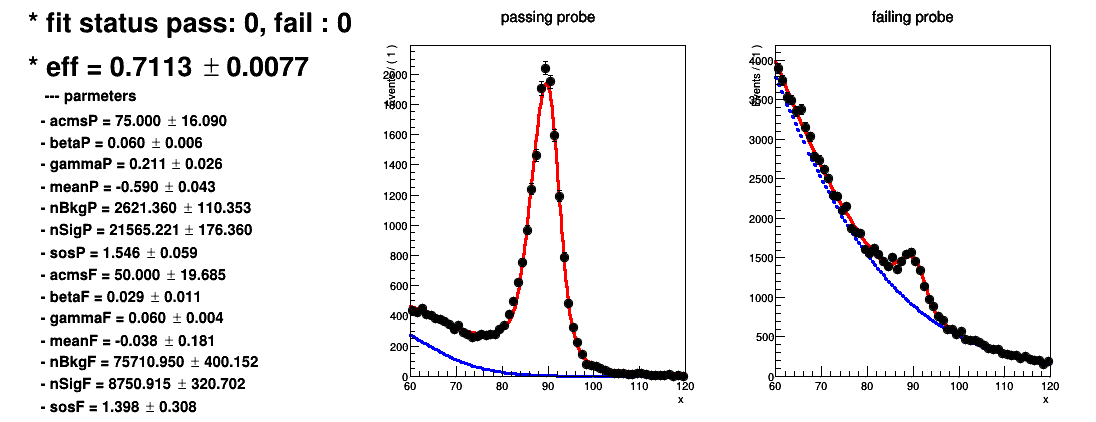 * fit status pass: 0, fail : 0
* eff = 0.7113 ± 0.0077
--- parmeters
- acmsP = 75.000 ± 16.090
- betaP = 0.060 ± 0.006
- gammaP = 0.211 ± 0.026
- meanP = -0.590 ± 0.043
- nBkgP = 2621.360 ± 110.353
- nSigP = 21565.221 ± 176.360
- sosP = 1.546 ± 0.059
- acmsF = 50.000 ± 19.685
- betaF = 0.029 ± 0.011
- gammaF = 0.060 ± 0.004
- meanF = -0.038 ± 0.181
- nBkgF = 75710.950 ± 400.152
- nSigF = 8750.915 ± 320.702
- sosF = 1.398 ± 0.308
passing probe
Events / ( 1 )
2000
1800
1600
1400
1200
1000
800
600
400
200
0
60 70 80 90 100 110 120
x
failing probe
Events / ( 1 )
4000
3500
3000
2500
2000
1500
1000
500
0
60 70 80 90 100 110 120
x